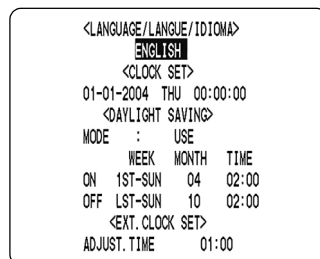 <LANGUAGE/LANGUE/IDIOMA>
ENGLISH
<CLOCK SET>
01-01-2004 THU 00:00:00
<DAYLIGHT SAVING>
MODE : USE
WEEK MONTH TIME
ON 1ST-SUN 04 02:00
OFF LST-SUN 10 02:00
<EXT.CLOCK SET>
ADJUST.TIME 01:00